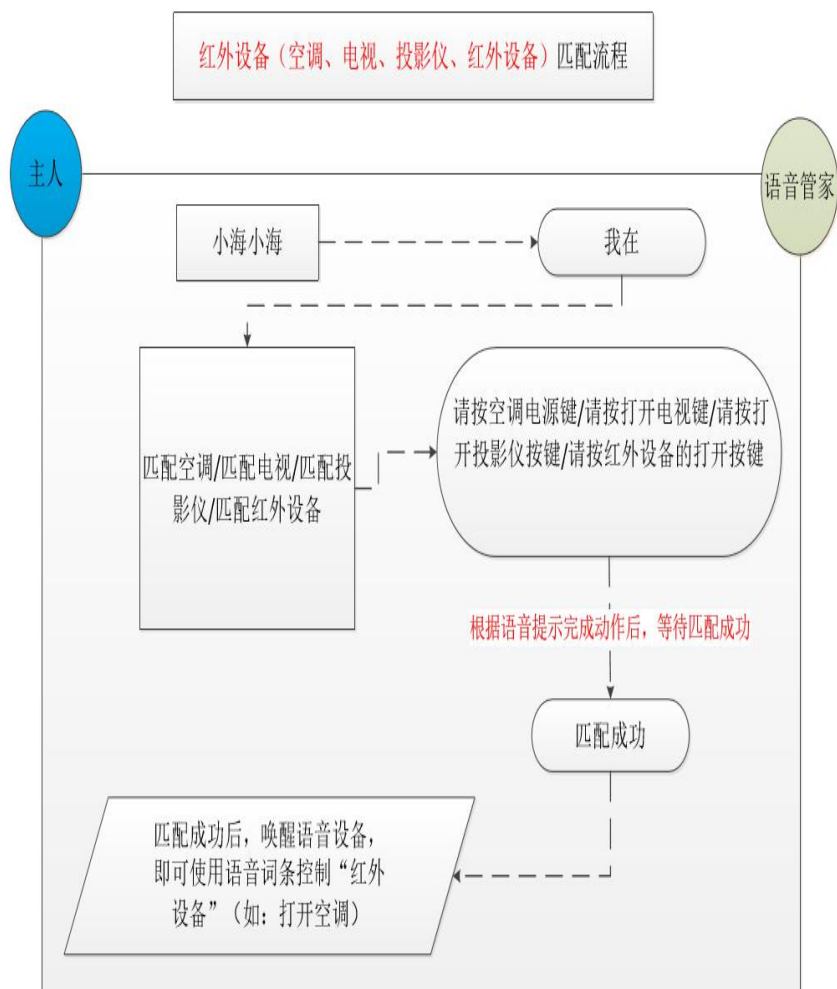 红外设备（空调、电视、投影仪、红外设备）匹配流程
主人
语音管家
小海小海
我在
匹配空调/匹配电视/匹配投
影仪/匹配红外设备
请按空调电源键/请按打开电视键/请按打
开投影仪按键/请按红外设备的打开按键
根据语音提示完成动作后，等待匹配成功
匹配成功
匹配成功后，唤醒语音设备，
即可使用语音词条控制“红外
设备”（如：打开空调）